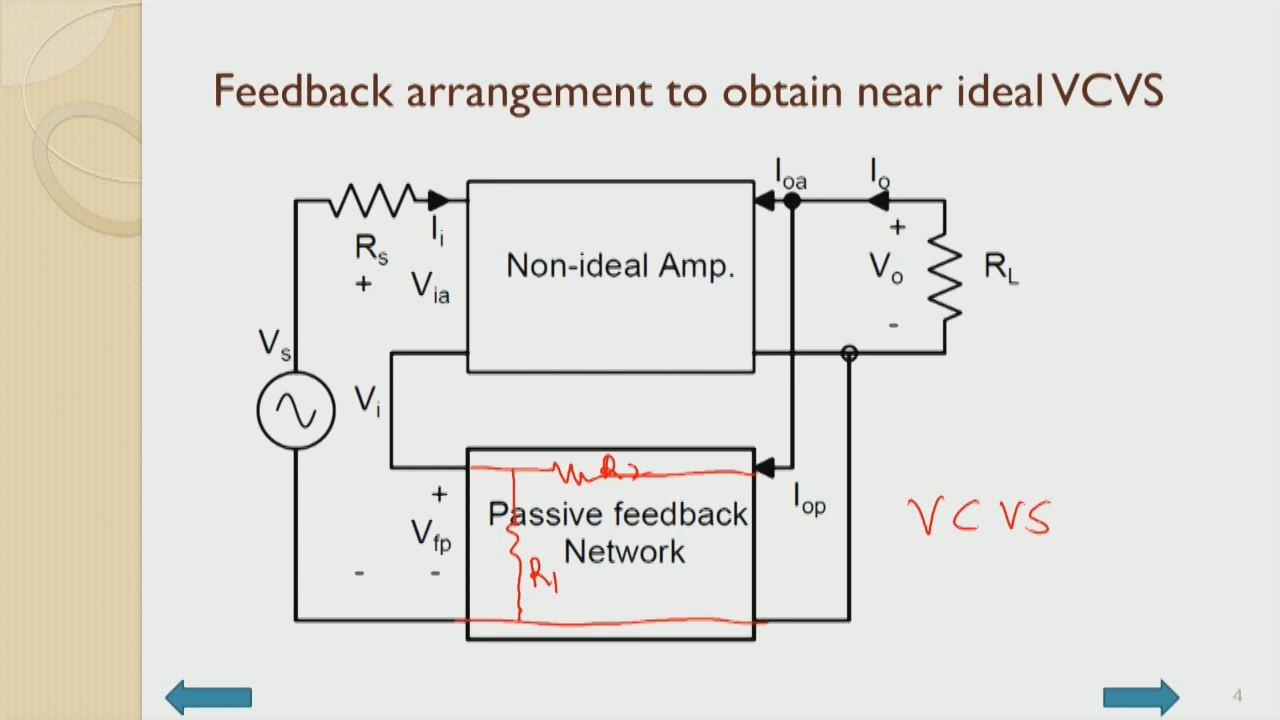 Feedback arrangement to obtain near ideal VCVS
Ioa
Io
Rs
Ii
+
Via
Non-ideal Amp.
+
Vo
-
RL
Vs
Vi
+
Vfp
-
-
R2
Passive feedback
Network
R1
Iop
VCVS
4